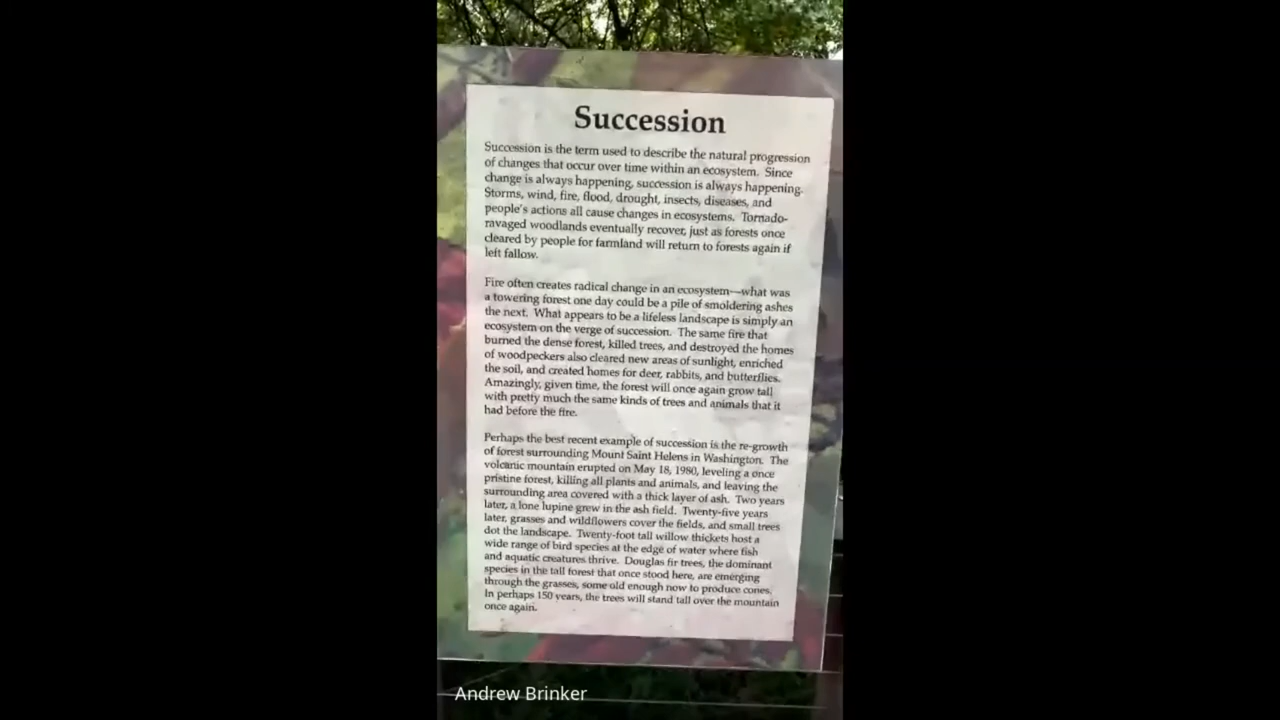 Succession
Succession is the term used to describe the natural progression
of changes that occur over time within an ecosystem. Since
change is always happening, succession is always happening.
Storms, wind, fire, flood, drought, insects, diseases, and
people's actions all cause changes in ecosystems. Tornado-
ravaged woodlands eventually recover, just as forests once
cleared by people for farmland will return to forests again if
left fallow.
Fire often creates radical change in an ecosystem—what was
a towering forest one day could be a pile of smoldering ashes
the next. What appears to be a lifeless landscape is simply an
ecosystem on the verge of succession. The same fire that
burned the dense forest, killed trees, and destroyed the homes
of woodpeckers also cleared new areas of sunlight, enriched
the soil, and created homes for deer, rabbits, and butterflies.
Amazingly, given time, the forest will once again grow tall
with pretty much the same kinds of trees and animals that it
had before the fire.
Perhaps the best recent example of succession is the re-growth
of forest surrounding Mount Saint Helens in Washington. The
volcanic mountain erupted on May 18, 1980, leveling a once
pristine forest, killing all plants and animals, and leaving the
surrounding area covered with a thick layer of ash. Two years
later, a lone lupine grew in the ash field. Twenty-five years
later, grasses and wildflowers cover the fields, and small trees
dot the landscape. Twenty-foot tall willow thickets host a
wide range of bird species at the edge of water where fish
and aquatic creatures thrive. Douglas fir trees, the dominant
species in the tall forest that once stood here, are emerging
through the grasses, some old enough now to produce cones.
In perhaps 150 years, the trees will stand tall over the mountain
once again.
Andrew Brinker